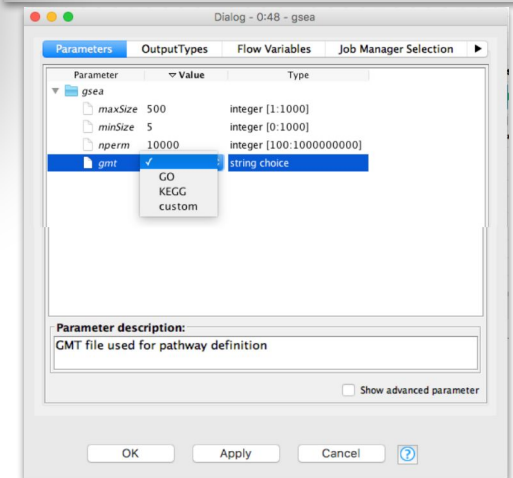 Dialog - 0:48 - gsea
Parameters OutputTypes Flow Variables Job Manager Selection ▶
Parameter ▽ Value Type
▼ gsea
maxSize 500 integer [1:1000]
minSize 5 integer [0:1000]
nperm 10000 integer [100:1000000000]
gmt ✓ string choice
GO
KEGG
custom
Parameter description:
GMT file used for pathway definition
Show advanced parameter
OK Apply Cancel ?